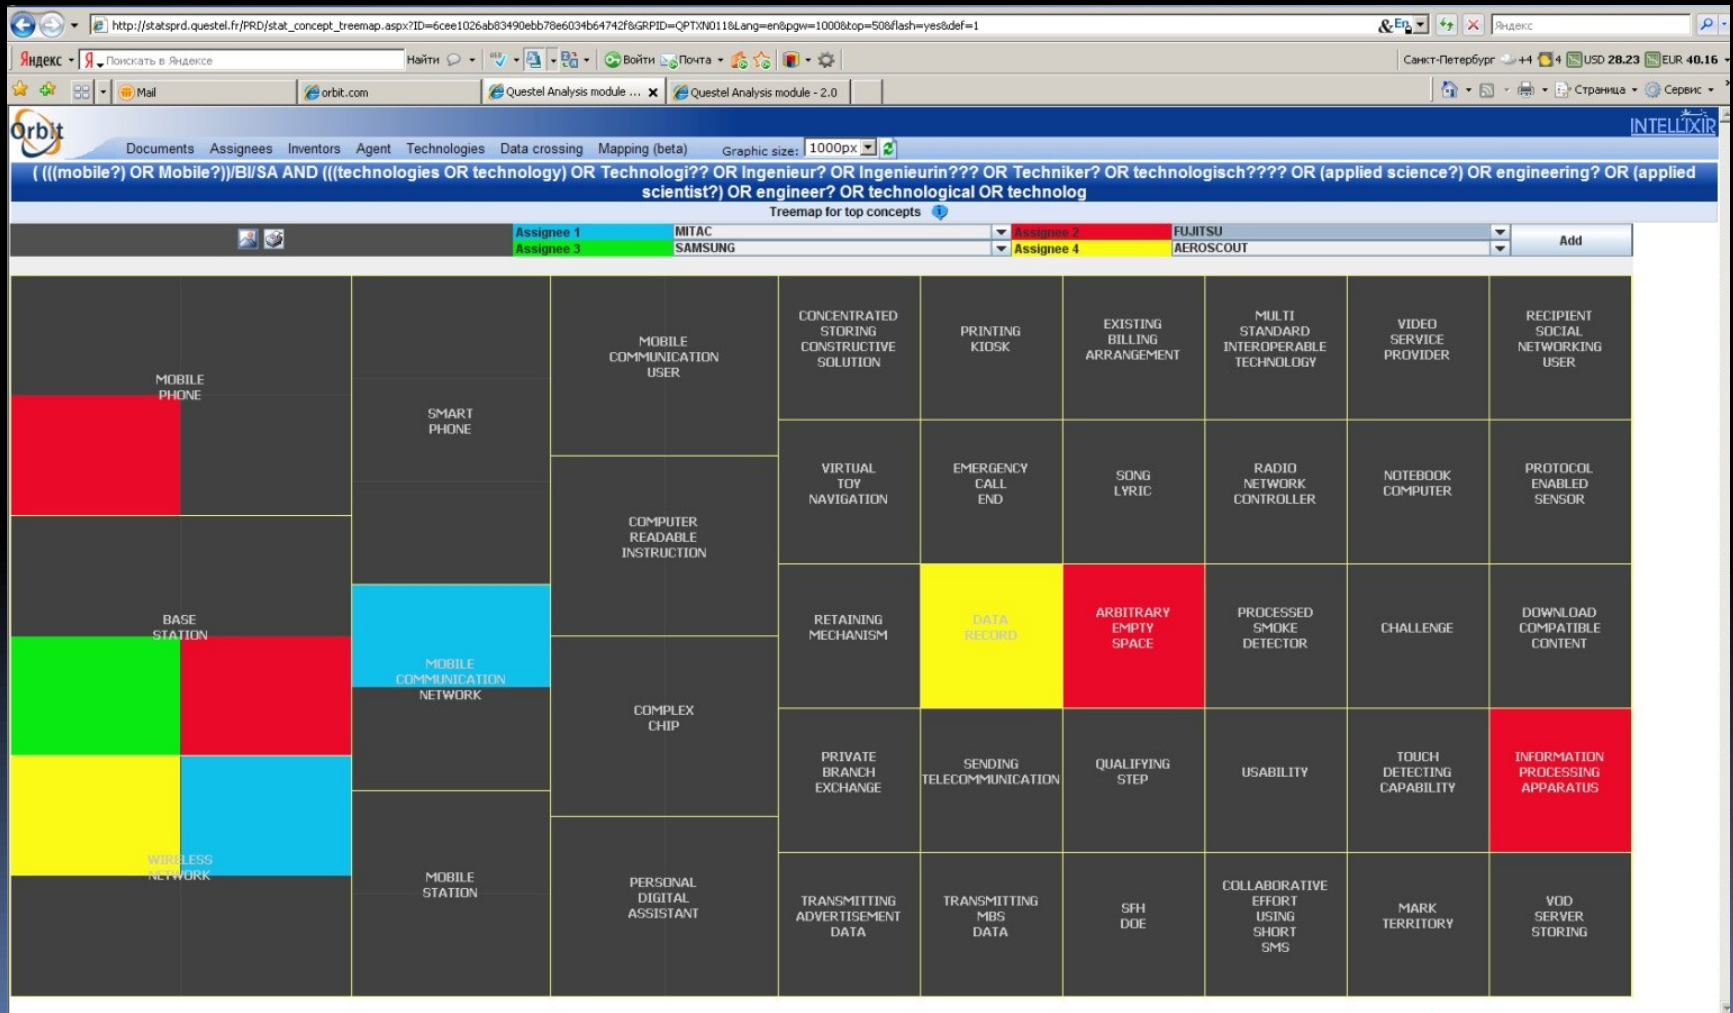 http://statsprd.questel.fr/PRD/stat_concept_treemap.aspx?ID=6cee1026ab83490ebb78e6034b64742f&GRPID=QPTXN011&Lang=en&pgw=1000&top=50&flash=yes&def=1
En
Яндекс
Яндекс
Поискать в Яндексе
Найти
Войти
Почта
Санкт-Петербург +4 4 USD 28.23 EUR 40.16
Mail
orbit.com
Questel Analysis module ...
Questel Analysis module - 2.0
Страница
Сервис
Orbit
INTELLIXIR
Documents Assignees Inventors Agent Technologies Data crossing Mapping (beta) Graphic size: 1000px
( (((mobile?) OR Mobile?))/BI/SA AND (((technologies OR technology) OR Technologi?? OR Ingenieur? OR Ingenieurin??? OR Techniker? OR technologisch???? OR (applied science?) OR engineering? OR (applied
scientist?) OR engineer? OR technological OR technolog
Treemap for top concepts
Assignee 1 MITAC Assignee 2 FUJITSU
Assignee 3 SAMSUNG Assignee 4 AEROSCOUT
Add
MOBILE
PHONE
BASE
STATION
WIRELESS
NETWORK
SMART
PHONE
MOBILE
COMMUNICATION
NETWORK
MOBILE
STATION
MOBILE
COMMUNICATION
USER
COMPUTER
READABLE
INSTRUCTION
COMPLEX
CHIP
PERSONAL
DIGITAL
ASSISTANT
CONCENTRATED
STORING
CONSTRUCTIVE
SOLUTION
PRINTING
KIOSK
EXISTING
BILLING
ARRANGEMENT
MULTI
STANDARD
INTEROPERABLE
TECHNOLOGY
VIDEO
SERVICE
PROVIDER
RECIPIENT
SOCIAL
NETWORKING
USER
VIRTUAL
TOY
NAVIGATION
EMERGENCY
CALL
END
SONG
LYRIC
RADIO
NETWORK
CONTROLLER
NOTEBOOK
COMPUTER
PROTOCOL
ENABLED
SENSOR
RETAINING
MECHANISM
DATA
RECORD
ARBITRARY
EMPTY
SPACE
PROCESSED
SMOKE
DETECTOR
CHALLENGE
DOWNLOAD
COMPATIBLE
CONTENT
PRIVATE
BRANCH
EXCHANGE
SENDING
TELECOMMUNICATION
QUALIFYING
STEP
USABILITY
TOUCH
DETECTING
CAPABILITY
INFORMATION
PROCESSING
APPARATUS
TRANSMITTING
ADVERTISEMENT
DATA
TRANSMITTING
MBS
DATA
SFH
DOE
COLLABORATIVE
EFFORT
USING
SHORT
SMS
MARK
TERRITORY
VOD
SERVER
STORING